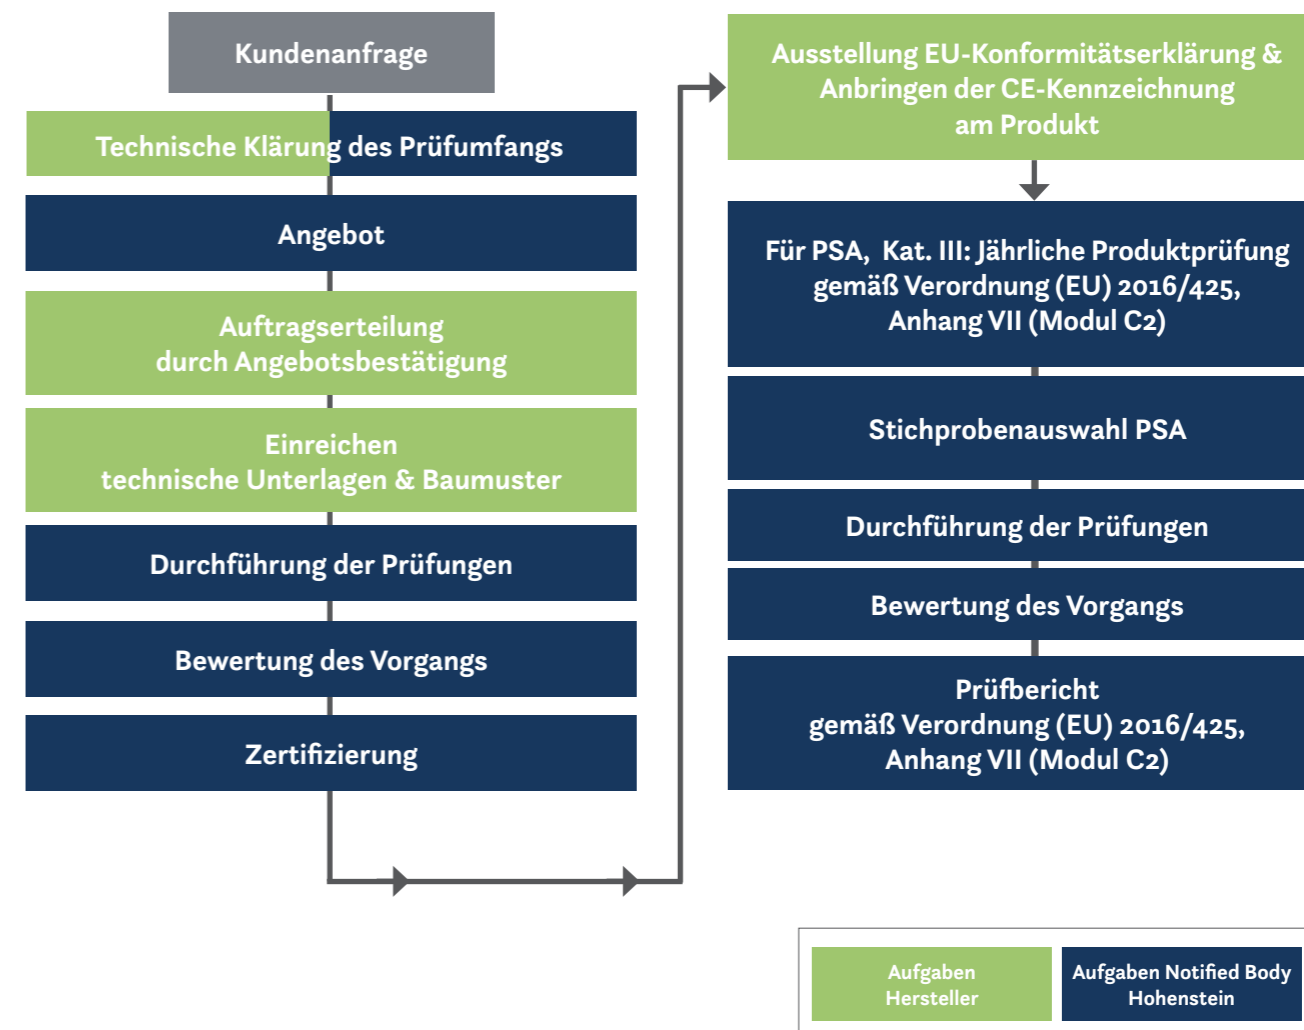 Kundenanfrage
Technische Klärung des Prüfumfangs
Angebot
Auftragserteilung
durch Angebotsbestätigung
Einreichen
technische Unterlagen & Baumuster
Durchführung der Prüfungen
Bewertung des Vorgangs
Zertifizierung
Ausstellung EU-Konformitätserklärung &
Anbringen der CE-Kennzeichnung
am Produkt
Für PSA, Kat. III: Jährliche Produktprüfung
gemäß Verordnung (EU) 2016/425,
Anhang VII (Modul C2)
Stichprobenauswahl PSA
Durchführung der Prüfungen
Bewertung des Vorgangs
Prüfbericht
gemäß Verordnung (EU) 2016/425,
Anhang VII (Modul C2)
Aufgaben
Hersteller
Aufgaben Notified Body
Hohenstein